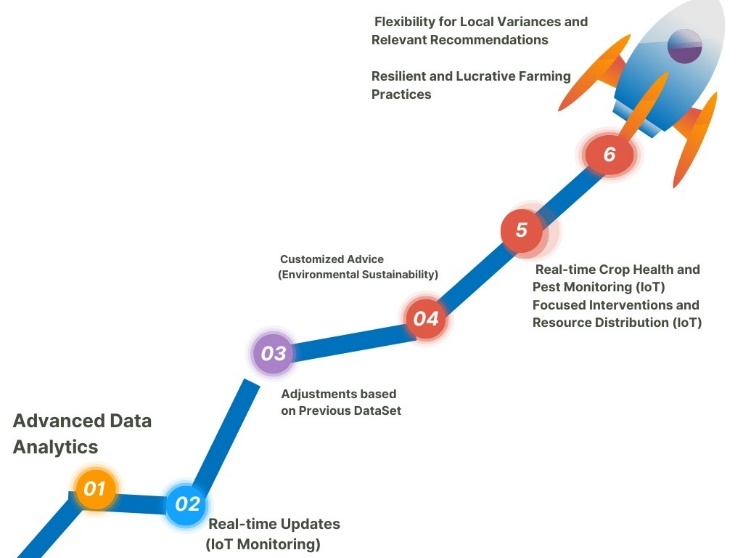 Flexibility for Local Variances and
Relevant Recommendations
Resilient and Lucrative Farming
Practices
6
5
Customized Advice
(Environmental Sustainability)
Real-time Crop Health and
Pest Monitoring (IoT)
Focused Interventions and
Resource Distribution (IoT)
04
03
Adjustments based
on Previous DataSet
Advanced Data
Analytics
01
02
Real-time Updates
(IoT Monitoring)